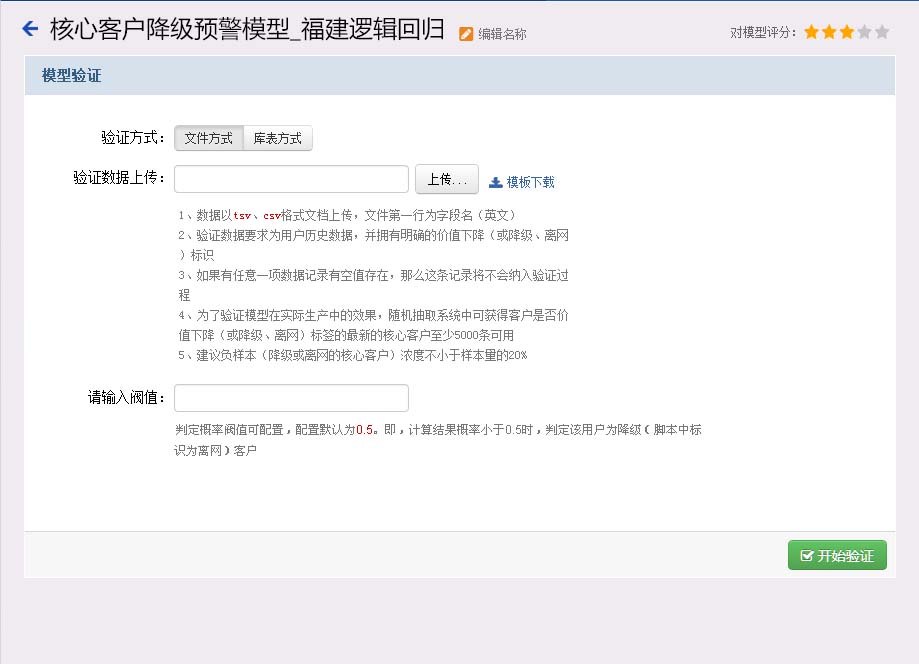 核心客户降级预警模型_福建逻辑回归 编辑名称 对模型评分：
模型验证
验证方式： 文件方式 库表方式
验证数据上传： 上传... 模板下载
1、数据以tsv、csv格式文档上传，文件第一行为字段名（英文）
2、验证数据要求为用户历史数据，并拥有明确的价值下降（或降级、离网
）标识
3、如果有任意一项数据记录有空值存在，那么这条记录将不会纳入验证过
程
4、为了验证模型在实际生产中的效果，随机抽取系统中可获得客户是否价
值下降（或降级、离网）标签的最新的核心客户至少5000条可用
5、建议负样本（降级或离网的核心客户）浓度不小于样本量的20%
请输入阀值：
判定概率阀值可配置，配置默认为0.5。即，计算结果概率小于0.5时，判定该用户为降级（脚本中标
识为离网）客户
开始验证